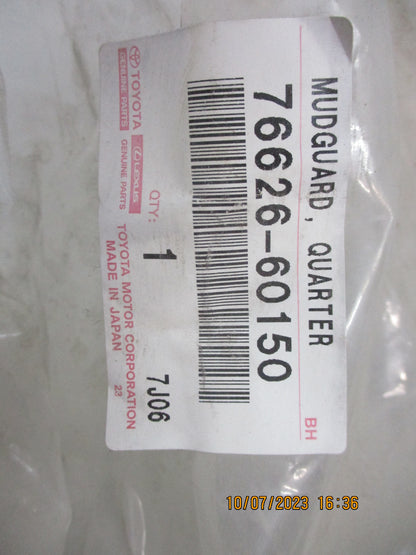 MUDGUARD, QUARTER
BH
76626-60150
TOYOTA
GENUINE PARTS
LEXUS
GENUINE PARTS
QTY:
1
7J06
TOYOTA MOTOR CORPORATION
MADE IN JAPAN
23
10/07/2023 16:36